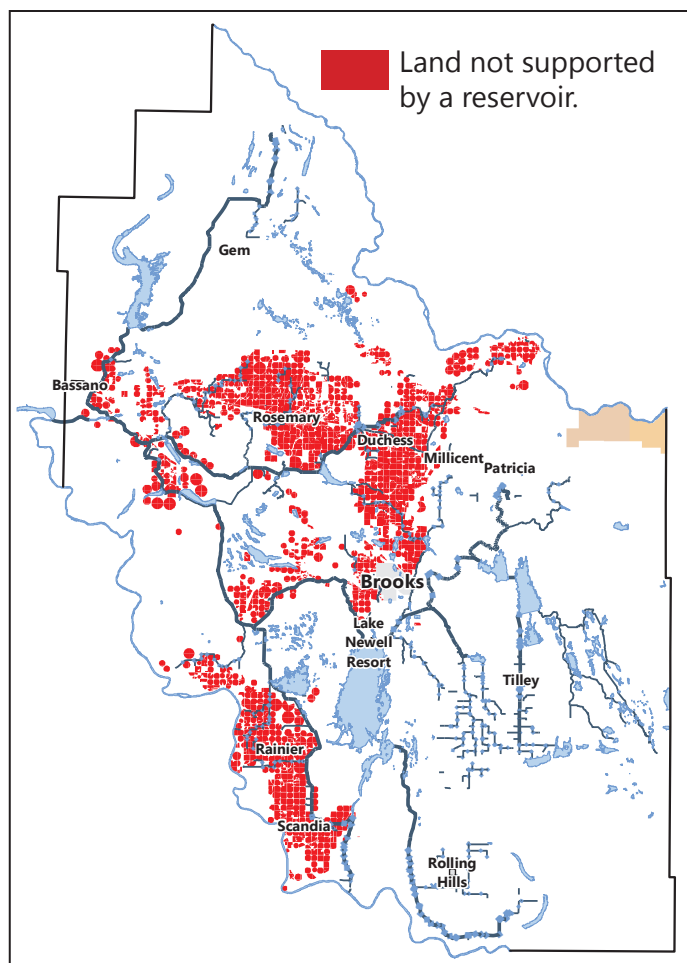 Land not supported
by a reservoir.
Gem
Bassano
Rosemary
Duchess
Millicent
Patricia
Brooks
Lake
Newell
Resort
Tilley
Rainier
Scandia
Rolling
Hills